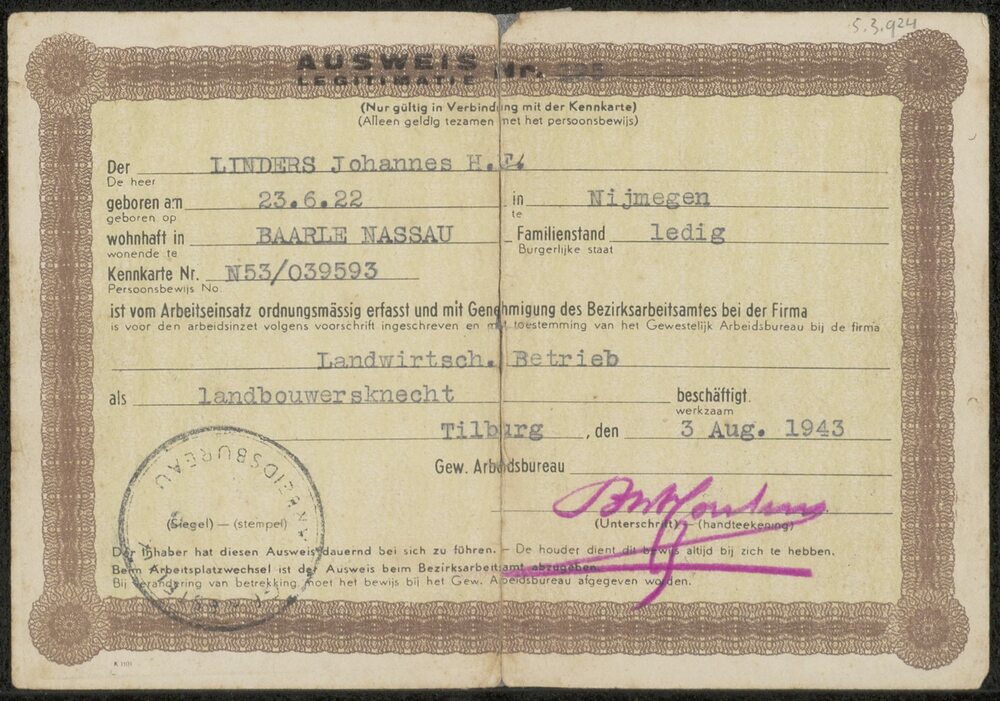 5.3.924
AUSWEIS Nr.
LEGITIMATIE
(Nur gültig in Verbindung mit der Kennkarte)
(Alleen geldig tezamen met het persoonsbewijs)
Der LINDERS Johannes H.F.
De heer
geboren am 23.6.22 in Nijmegen
geboren op te
wohnhaft in BAARLE NASSAU Familienstand ledig
wonende te Burgerlijke staat
Kennkarte Nr. N53/039593
Persoonsbewijs No.
ist vom Arbeitseinsatz ordnungsmässig erfasst und mit Genehmigung des Bezirksarbeitsamtes bei der Firma
is voor den arbeidsinzet volgens voorschrift ingeschreven en met toestemming van het Gewestelijk Arbeidsbureau bij de firma
Landwirtsch. Betrieb
als landbouwersknecht beschäftigt.
werkzaam
Tilburg, den 3 Aug. 1943
Gew. Arbeidsbureau
ARBEIDSBUREAU
(Siegel) — (stempel) (Unterschrift) — (handteekening)
Der Inhaber hat diesen Ausweis dauernd bei sich zu führen. - De houder dient dit bewijs altijd bij zich te hebben.
Beim Arbeitsplatzwechsel ist der Ausweis beim Bezirksarbeitsamt abzugeben.
Bij verandering van betrekking moet het bewijs bij het Gew. Arbeidsbureau afgegeven worden.
K 1101